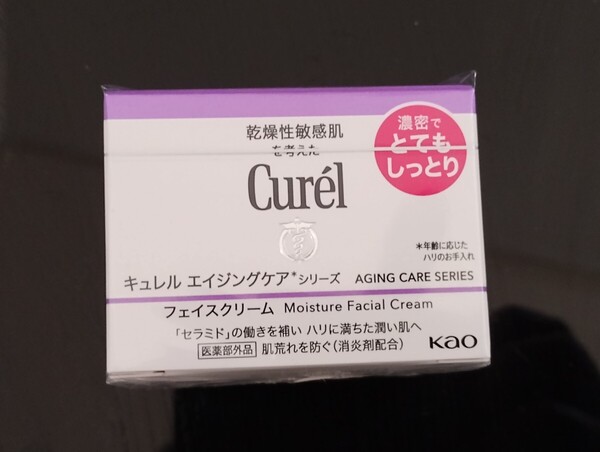 乾燥性敏感肌
を考えた
Curél
濃密で
とても
しっとり
*年齢に応じた
ハリのお手入れ
キュレル エイジングケア*シリーズ AGING CARE SERIES
フェイスクリーム Moisture Facial Cream
「セラミド」の働きを補い ハリに満ちた潤い肌へ
医薬部外品 肌荒れを防ぐ(消炎剤配合)
Kao